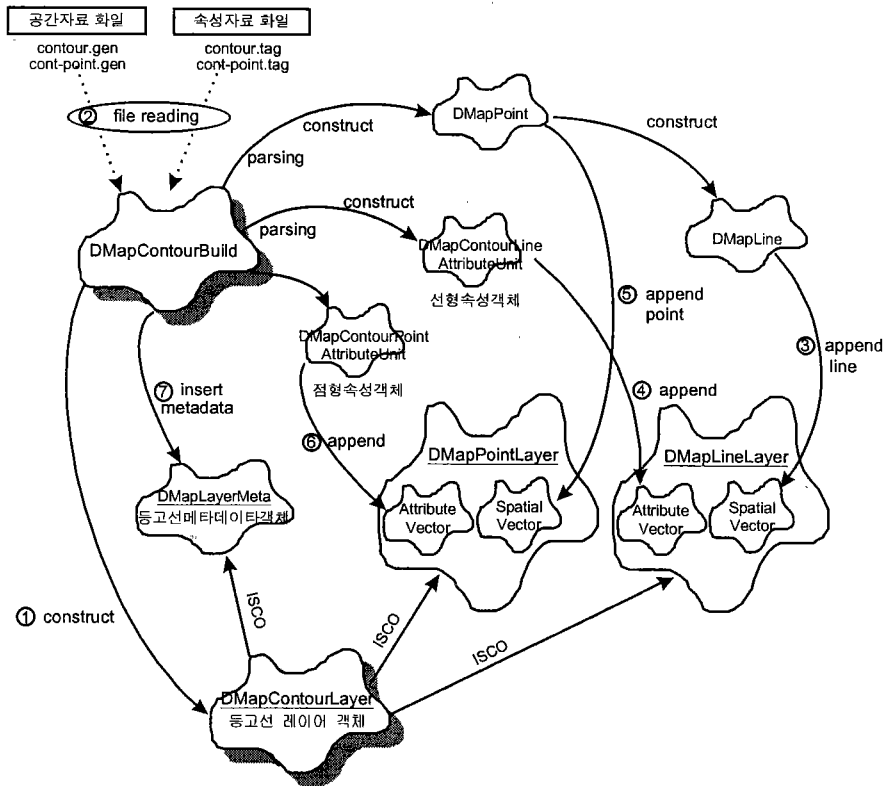 공간자료 화일
속성자료 화일
contour.gen
cont-point.gen
contour.tag
cont-point.tag
② file reading
DMapPoint
construct
construct
parsing
construct
parsing
DMapContourBuild
DMapContourLine
AttributeUnit
선형속성객체
DMapLine
DMapContourPoint
AttributeUnit
점형속성객체
⑤ append
point
③ append
line
⑦ insert
metadata
④ append
⑥ append
DMapPointLayer
DMapLineLayer
DMapLayerMeta
등고선메타데이타객체
Attribute
Vector
Spatial
Vector
Attribute
Vector
Spatial
Vector
① construct
ISCO
ISCO
ISCO
DMapContourLayer
등고선 레이어 객체